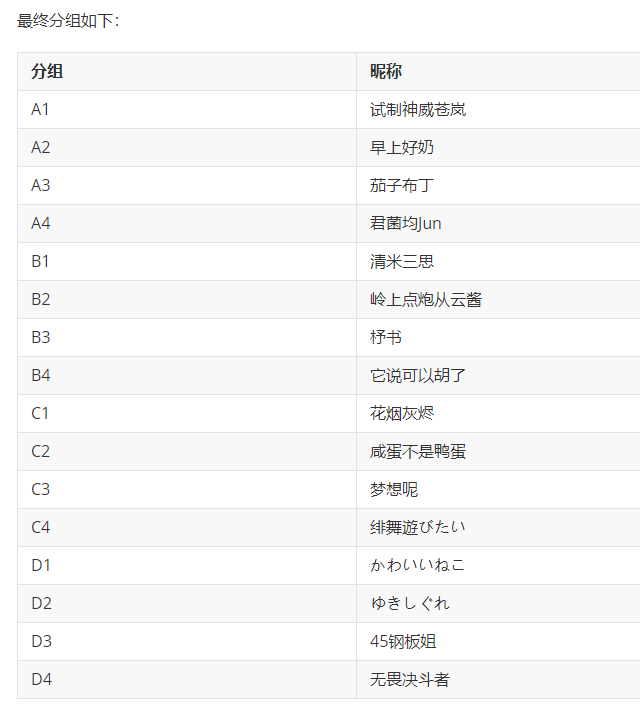 最终分组如下：
分组 昵称
A1 试制神威苍岚
A2 早上好奶
A3 茄子布丁
A4 君菌均Jun
B1 清米三思
B2 岭上点炮从云酱
B3 杼书
B4 它说可以胡了
C1 花烟灰烬
C2 咸蛋不是鸭蛋
C3 梦想呢
C4 绯舞遊びたい
D1 かわいいねこ
D2 ゆきしぐれ
D3 45钢板姐
D4 无畏决斗者